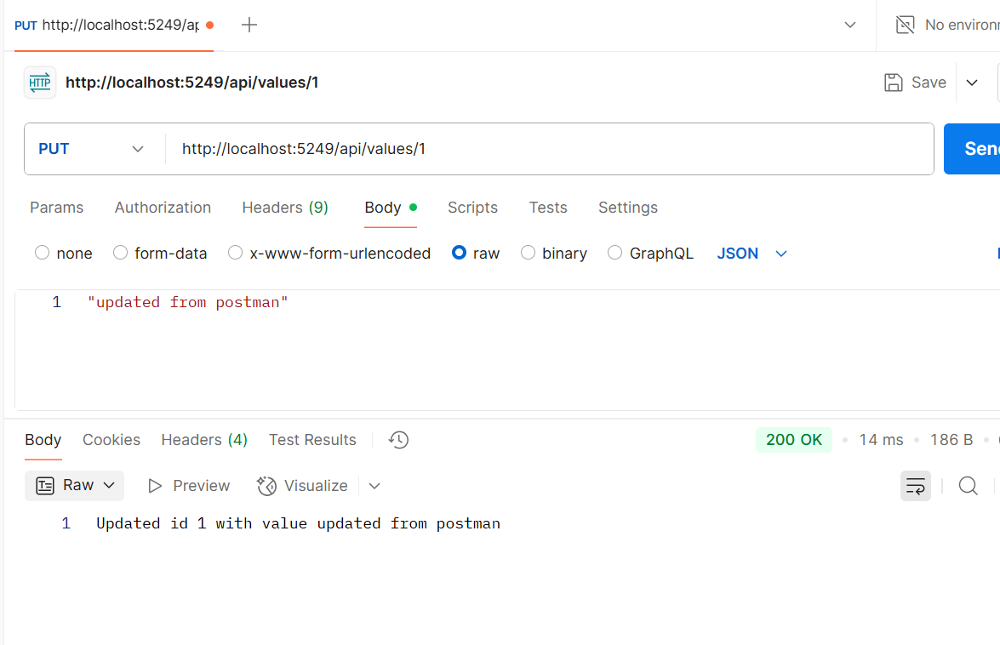 PUT http://localhost:5249/ap
No environ
HTTP http://localhost:5249/api/values/1
Save
PUT http://localhost:5249/api/values/1
Send
Params Authorization Headers (9) Body Scripts Tests Settings
none form-data x-www-form-urlencoded raw binary GraphQL JSON
1 "updated from postman"
Body Cookies Headers (4) Test Results
200 OK 14 ms 186 B
Raw Preview Visualize
1 Updated id 1 with value updated from postman